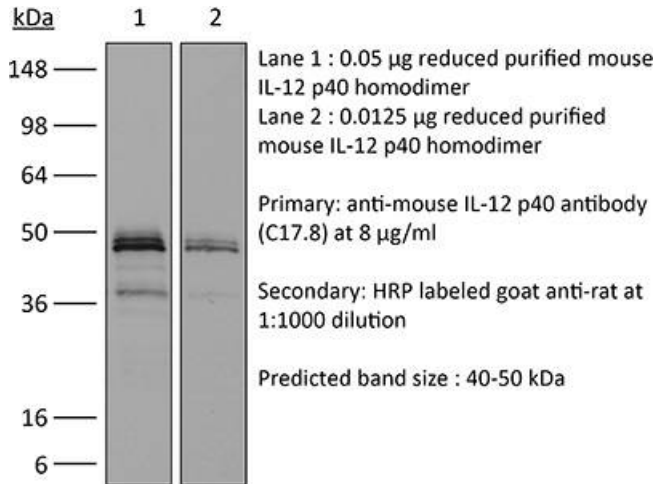 kDa
1
2
148
98
64
50
36
16
6
Lane 1 : 0.05 µg reduced purified mouse
IL-12 p40 homodimer
Lane 2 : 0.0125 µg reduced purified
mouse IL-12 p40 homodimer
Primary: anti-mouse IL-12 p40 antibody
(C17.8) at 8 µg/ml
Secondary: HRP labeled goat anti-rat at
1:1000 dilution
Predicted band size : 40-50 kDa